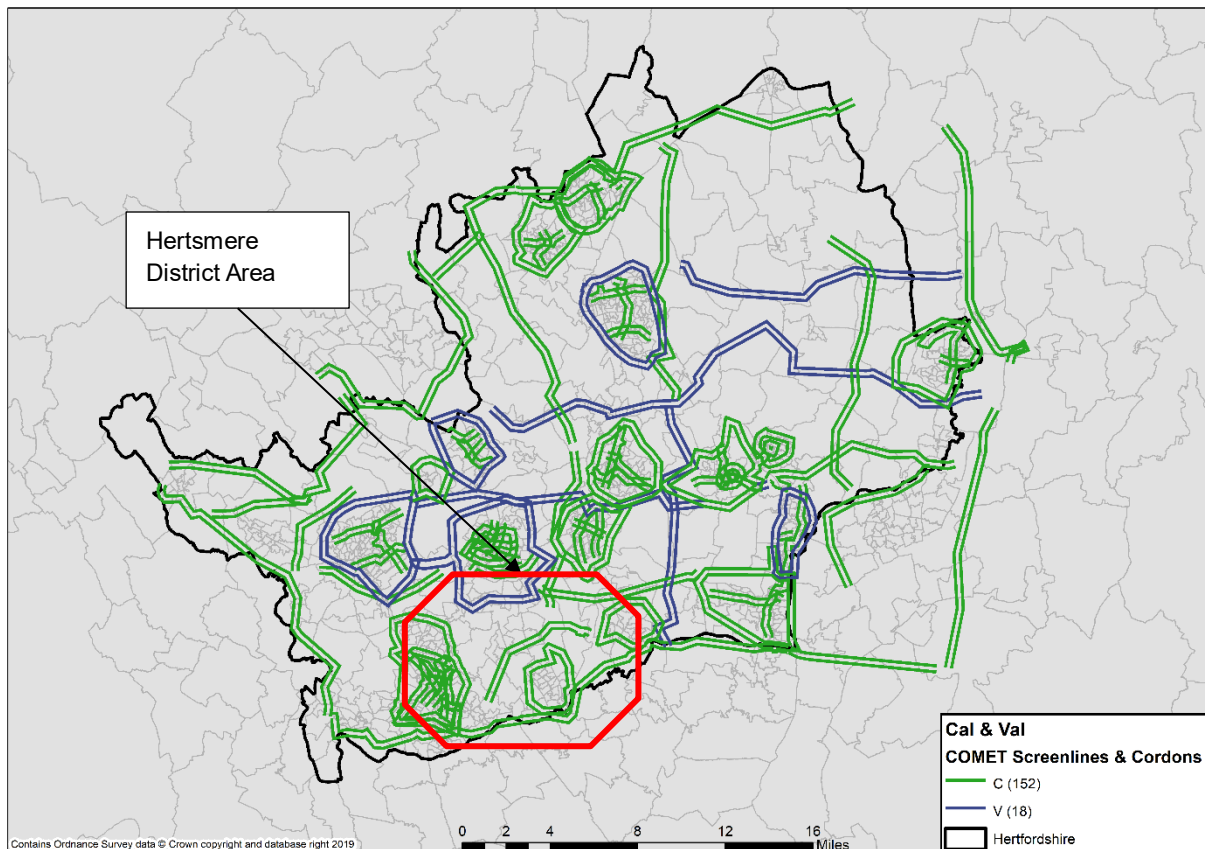 Hertsmere
District Area
Cal & Val
COMET Screenlines & Cordons
C (152)
V (18)
Hertfordshire
0 2 4 8 12 16
Miles
Contains Ordnance Survey data © Crown copyright and database right 2019